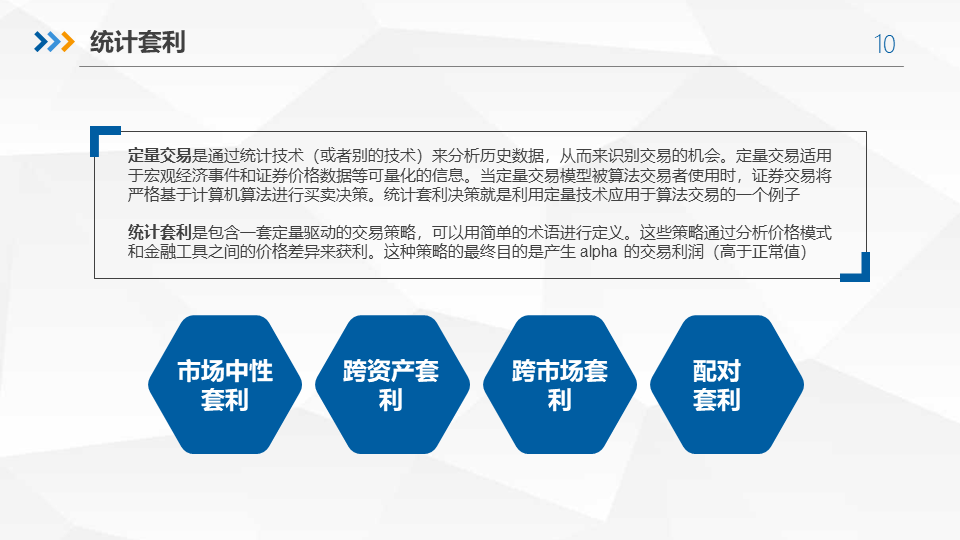 统计套利
10
定量交易是通过统计技术（或者别的技术）来分析历史数据，从而来识别交易的机会。定量交易适用
于宏观经济事件和证券价格数据等可量化的信息。当定量交易模型被算法交易者使用时，证券交易将
严格基于计算机算法进行买卖决策。统计套利决策就是利用定量技术应用于算法交易的一个例子
统计套利是包含一套定量驱动的交易策略，可以用简单的术语进行定义。这些策略通过分析价格模式
和金融工具之间的价格差异来获利。这种策略的最终目的是产生 alpha 的交易利润（高于正常值）
市场中性
套利
跨资产套
利
跨市场套
利
配对
套利